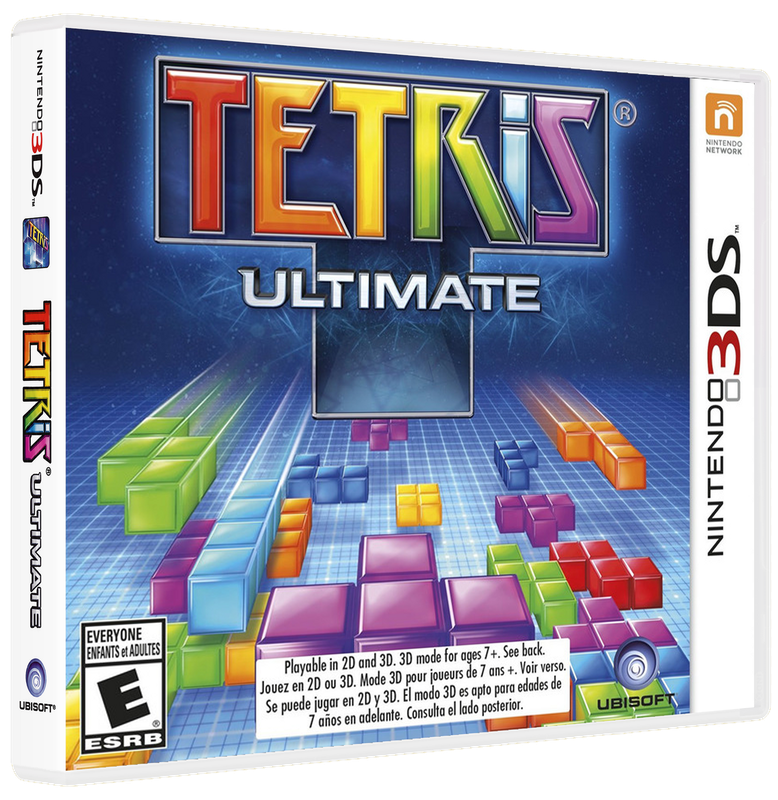 NINTENDO 3DS™
TETRIS
TETRIS®
ULTIMATE
UBISOFT®
TETRIS®
ULTIMATE
EVERYONE
ENFANTS et ADULTES
E
®
ESRB
Playable in 2D and 3D. 3D mode for ages 7+. See back.
Jouez en 2D ou 3D. Mode 3D pour joueurs de 7 ans +. Voir verso.
Se puede jugar en 2D y 3D. El modo 3D es apto para edades de
7 años en adelante. Consulta el lado posterior.
UBISOFT
n
NINTENDO
NETWORK
NINTENDO 3DS™